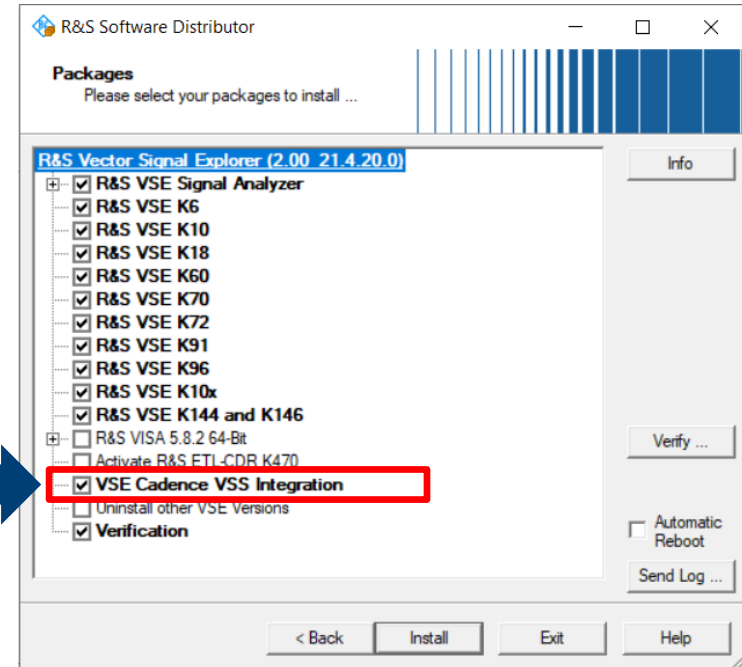 R&S Software Distributor
Packages
Please select your packages to install ...
R&S Vector Signal Explorer (2.00 21.4.20.0)
Info
R&S VSE Signal Analyzer
R&S VSE K6
R&S VSE K10
R&S VSE K18
R&S VSE K60
R&S VSE K70
R&S VSE K72
R&S VSE K91
R&S VSE K96
R&S VSE K10x
R&S VSE K144 and K146
R&S VISA 5.8.2 64-Bit
Verify ...
Activate R&S ETL-CDR K470
VSE Cadence VSS Integration
Uninstall other VSE Versions
Verification
Automatic
Reboot
Send Log ...
< Back
Install
Exit
Help